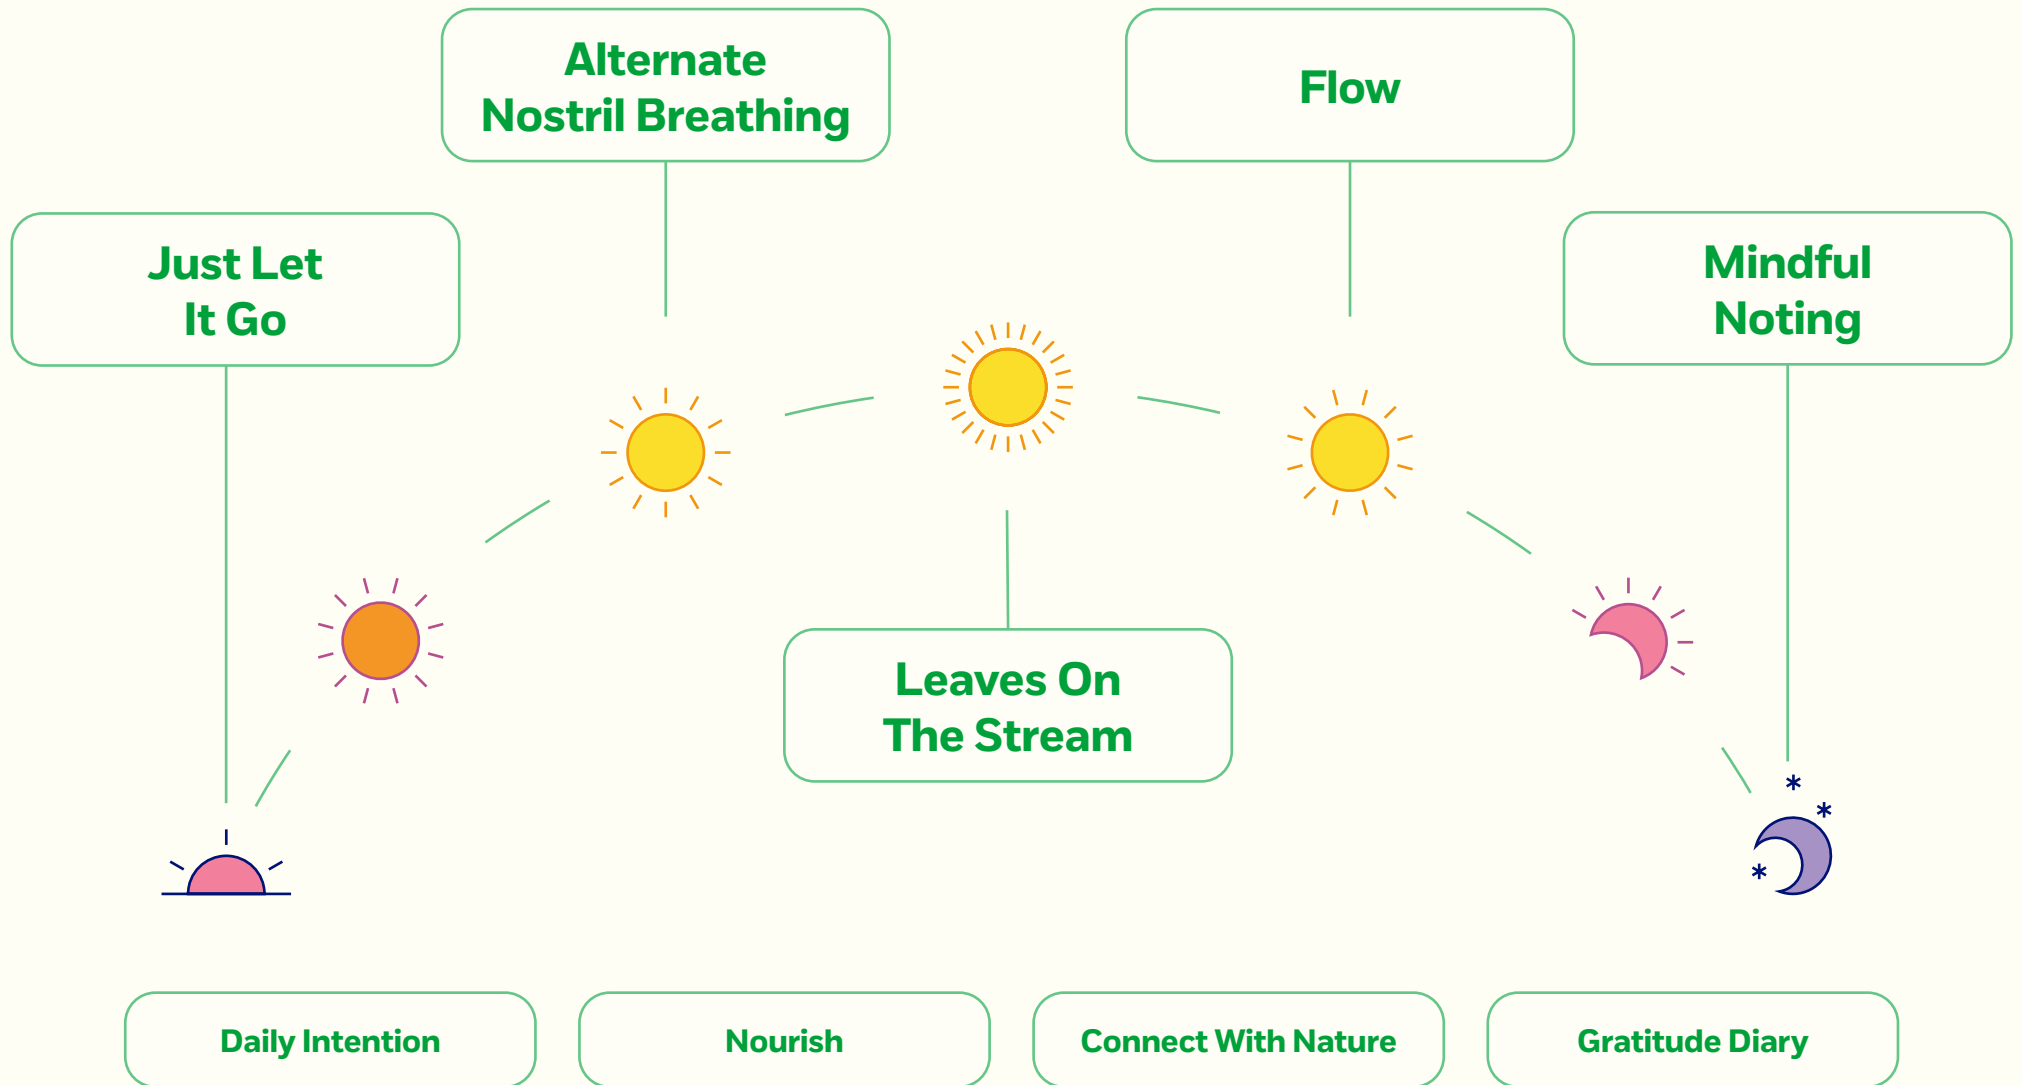 Alternate
Nostril Breathing
Flow
Just Let
It Go
Mindful
Noting
Leaves On
The Stream
Daily Intention
Nourish
Connect With Nature
Gratitude Diary